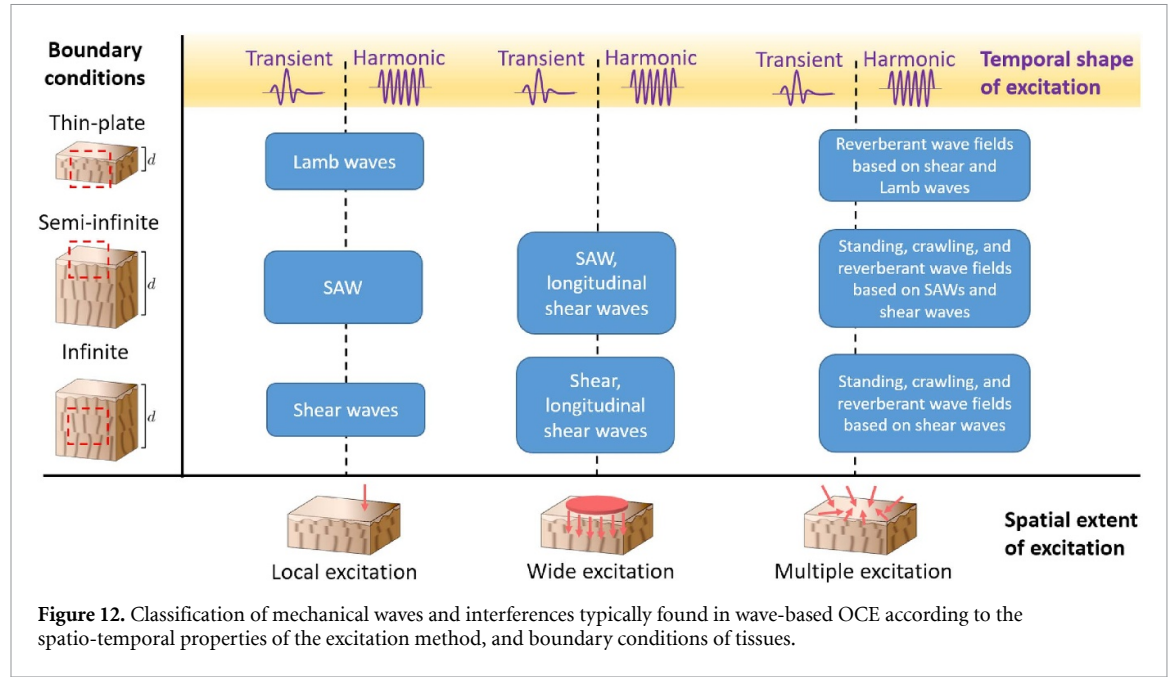 Boundary
conditions
Transient Harmonic
Transient Harmonic
Transient Harmonic
Temporal shape
of excitation
Thin-plate
d
Lamb waves
Reverberant wave fields
based on shear and
Lamb waves
Semi-infinite
d
SAW
SAW,
longitudinal
shear waves
Standing, crawling, and
reverberant wave fields
based on SAWs and
shear waves
Infinite
d
Shear waves
Shear,
longitudinal
shear waves
Standing, crawling, and
reverberant wave fields
based on shear waves
Local excitation
Wide excitation
Multiple excitation
Spatial extent
of excitation
Figure 12. Classification of mechanical waves and interferences typically found in wave-based OCE according to the
spatio-temporal properties of the excitation method, and boundary conditions of tissues.